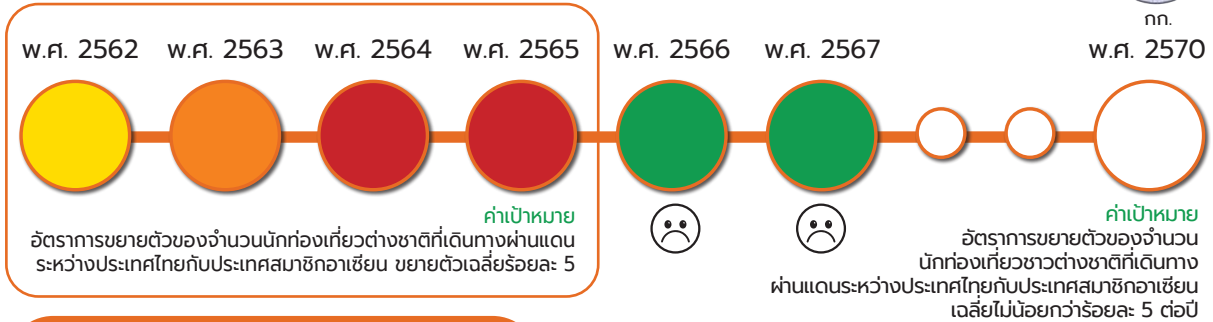 กก.
พ.ศ. 2562 พ.ศ. 2563 พ.ศ. 2564 พ.ศ. 2565 พ.ศ. 2566 พ.ศ. 2567 พ.ศ. 2570
ค่าเป้าหมาย
อัตราการขยายตัวของจำนวนนักท่องเที่ยวต่างชาติที่เดินทางผ่านแดน
ระหว่างประเทศไทยกับประเทศสมาชิกอาเซียน ขยายตัวเฉลี่ยร้อยละ 5
ค่าเป้าหมาย
อัตราการขยายตัวของจำนวน
นักท่องเที่ยวชาวต่างชาติที่เดินทาง
ผ่านแดนระหว่างประเทศไทยกับประเทศสมาชิกอาเซียน
เฉลี่ยไม่น้อยกว่าร้อยละ 5 ต่อปี